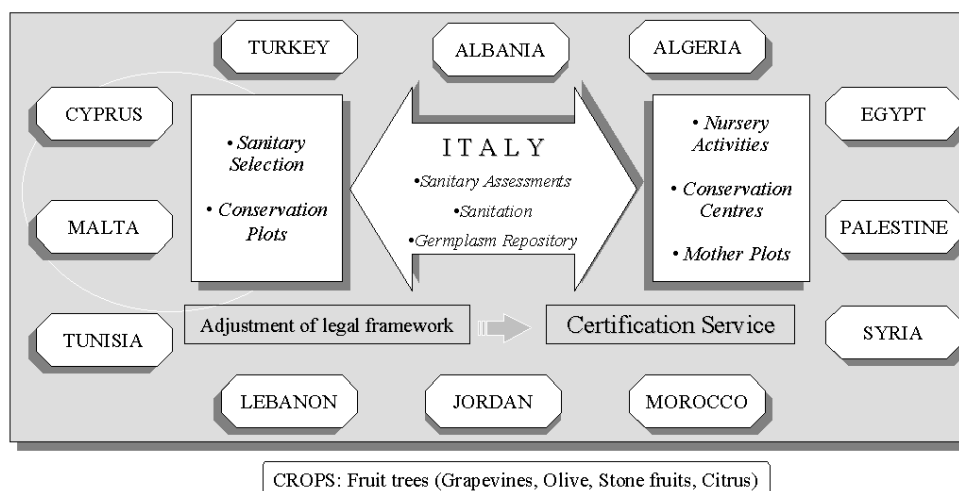 TURKEY
ALBANIA
ALGERIA
CYPRUS
EGYPT
• Sanitary
Selection
• Conservation
Plots
ITALY
•Sanitary Assessments
•Sanitation
•Germplasm Repository
• Nursery
Activities
• Conservation
Centres
• Mother Plots
MALTA
PALESTINE
TUNISIA
Adjustment of legal framework
Certification Service
SYRIA
LEBANON
JORDAN
MOROCCO
CROPS: Fruit trees (Grapevines, Olive, Stone fruits, Citrus)